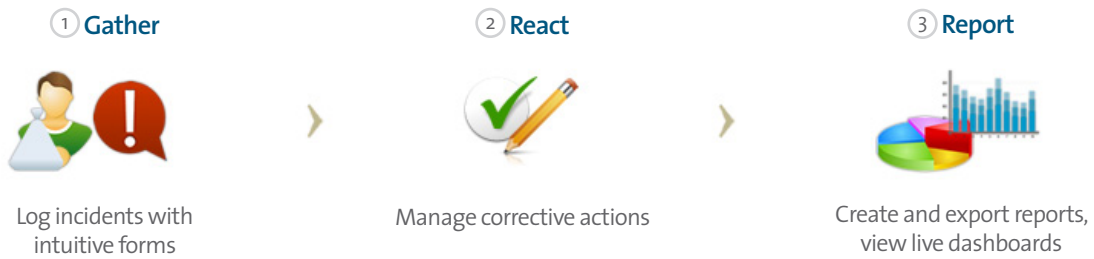 1 Gather
Log incidents with
intuitive forms
2 React
Manage corrective actions
3 Report
Create and export reports,
view live dashboards